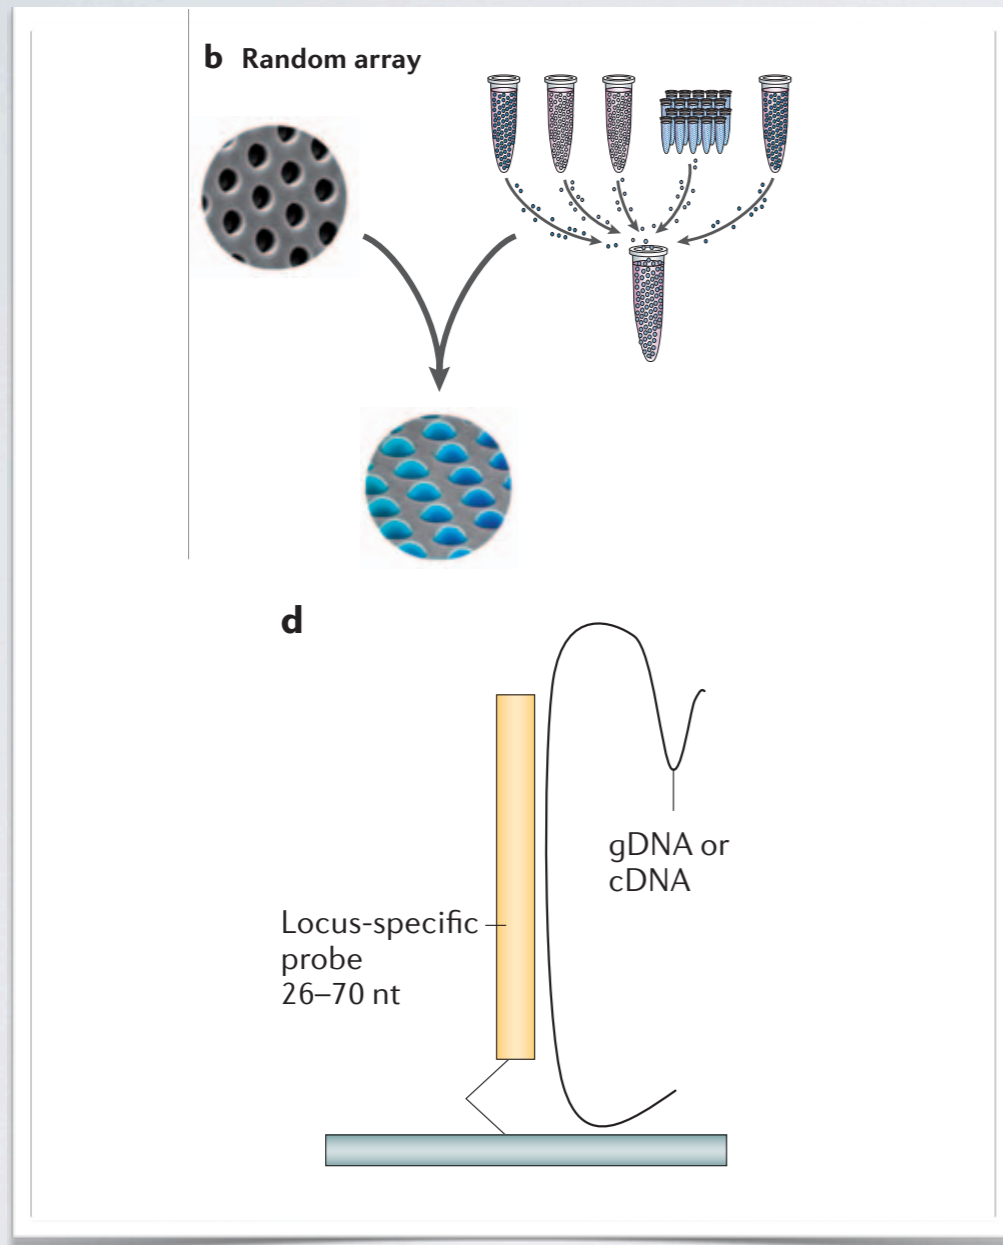 b Random array
d
gDNA or
cDNA
Locus-specific
probe
26–70 nt